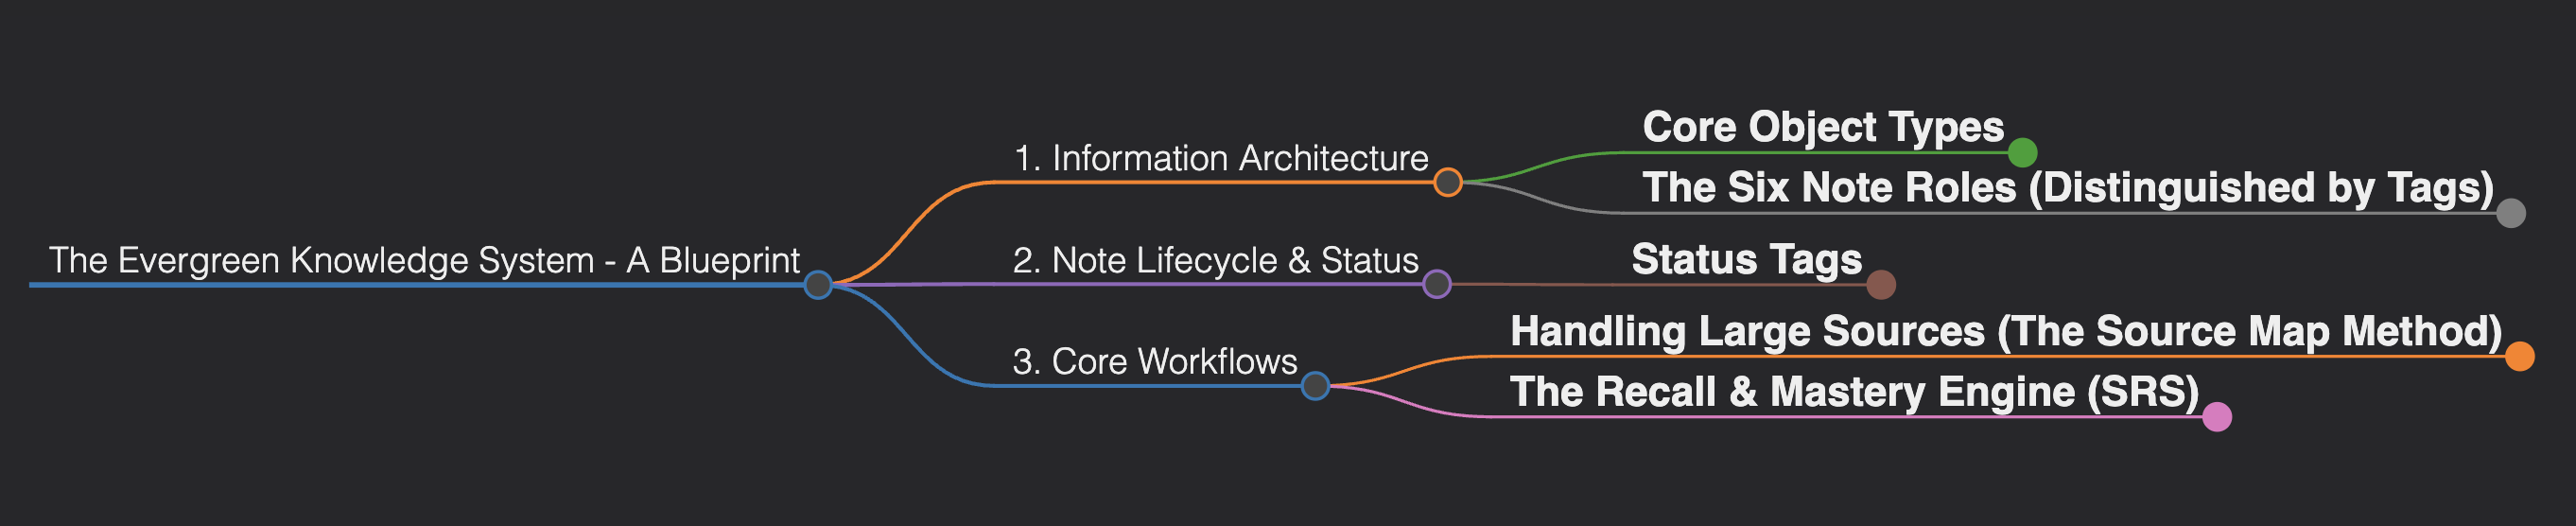 The Evergreen Knowledge System - A Blueprint
1. Information Architecture
Core Object Types
The Six Note Roles (Distinguished by Tags)
2. Note Lifecycle & Status
Status Tags
3. Core Workflows
Handling Large Sources (The Source Map Method)
The Recall & Mastery Engine (SRS)